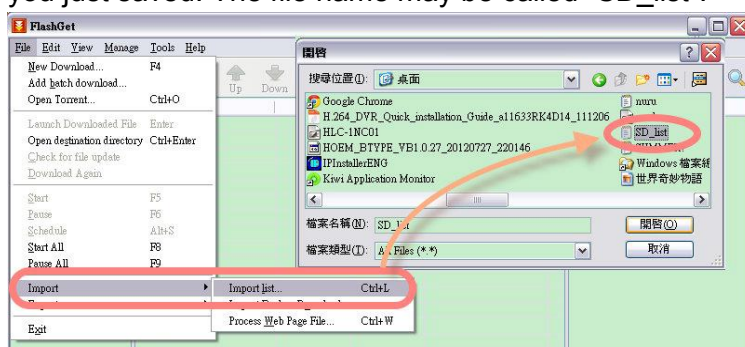 you just saved. The file name may be called "SD_list".
FlashGet
File Edit View Manage Tools Help
New Download... F4
Add batch download...
Open Torrent... Ctrl+O
Launch Downloaded File Enter
Open destination directory Ctrl+Enter
Check for file update
Download Again
Start F5
Pause F6
Schedule Alt+S
Start All F8
Pause All F9
Import
Exit
Up Down
Import list... Ctrl+L
Process Web Page File... Ctrl+W
開啓
搜尋位置(I): 桌面
Google Chrome
H.264_DVR_Quick_installation_Guide_a11633RK4D14_111206
HLC-1NC01
HOEM_BTYPE_VB1.0.27_20120727_220146
IPInstallerENG
Kiwi Application Monitor
nuru
SD_list
Windows 檔案
世界奇妙物語
檔案名稱(N): SD_list
開啓(O)
檔案類型(T): All Files (*.*)
取消